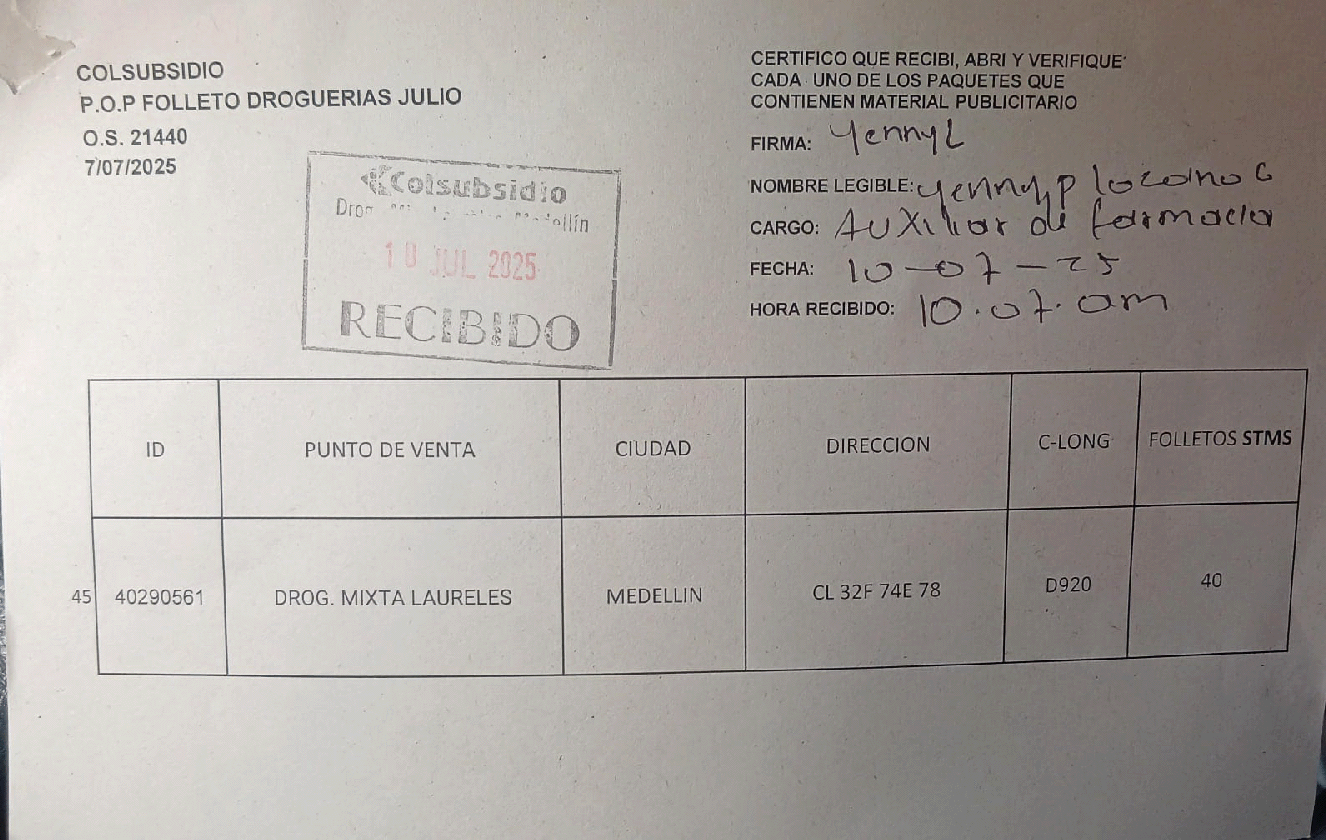 COLSUBSIDIO
P.O.P FOLLETO DROGUERIAS JULIO
O.S. 21440
7/07/2025
CERTIFICO QUE RECIBI, ABRI Y VERIFIQUE
CADA UNO DE LOS PAQUETES QUE
CONTIENEN MATERIAL PUBLICITARIO
FIRMA: Yenny L
NOMBRE LEGIBLE: Yenny p lozano C
CARGO: Auxiliar de farmacia
FECHA: 10-07-25
HORA RECIBIDO: 10.07.am
Colsubsidio
10 JUL 2025
RECIBIDO
ID PUNTO DE VENTA CIUDAD DIRECCION C-LONG FOLLETOS STMS
45 40290561 DROG. MIXTA LAURELES MEDELLIN CL 32F 74E 78 D920 40